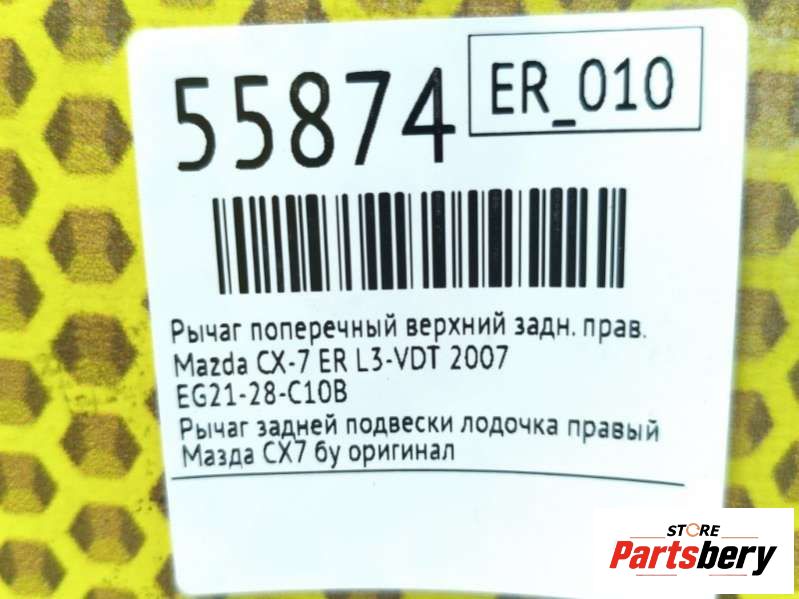 55874
ER_010
Рычаг поперечный верхний задн. прав.
Mazda CX-7 ER L3-VDT 2007
EG21-28-C10B
Рычаг задней подвески лодочка правый
Мазда СХ7 бу оригинал
STORE
Partsbery